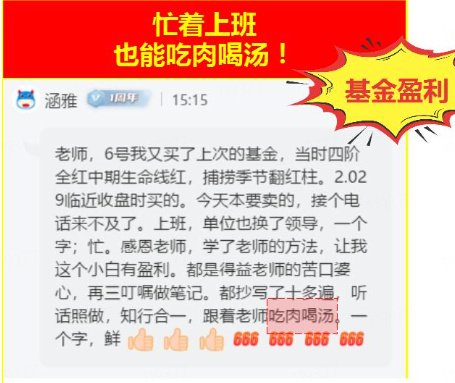 忙着上班
也能吃肉喝汤！
基金盈利
涵雅 1周年 15:15
老师，6号我又买了上次的基金，当时四阶
全红中期生命线红，捕捞季节翻红柱。2.02
9临近收盘时买的。今天本要卖的，接个电
话来不及了。上班，单位也换了领导，一个
字；忙。感恩老师，学了老师的方法，让我
这个小白有盈利。都是得益老师的苦口婆
心，再三叮嘱做笔记。都抄写了十多遍，听
话照做，知行合一，跟着老师吃肉喝汤。一
个字，鲜👍👍👍666 666 666 666